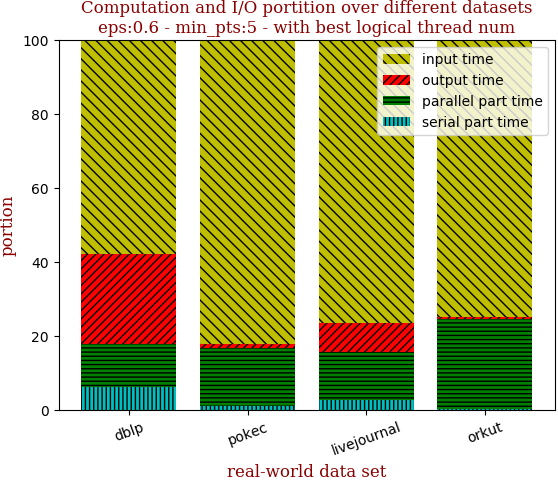 Computation and I/O portition over different datasets
eps:0.6 - min_pts:5 - with best logical thread num
input time
output time
parallel part time
serial part time
portion
100
80
60
40
20
0
dblp
pokec
livejournal
orkut
real-world data set